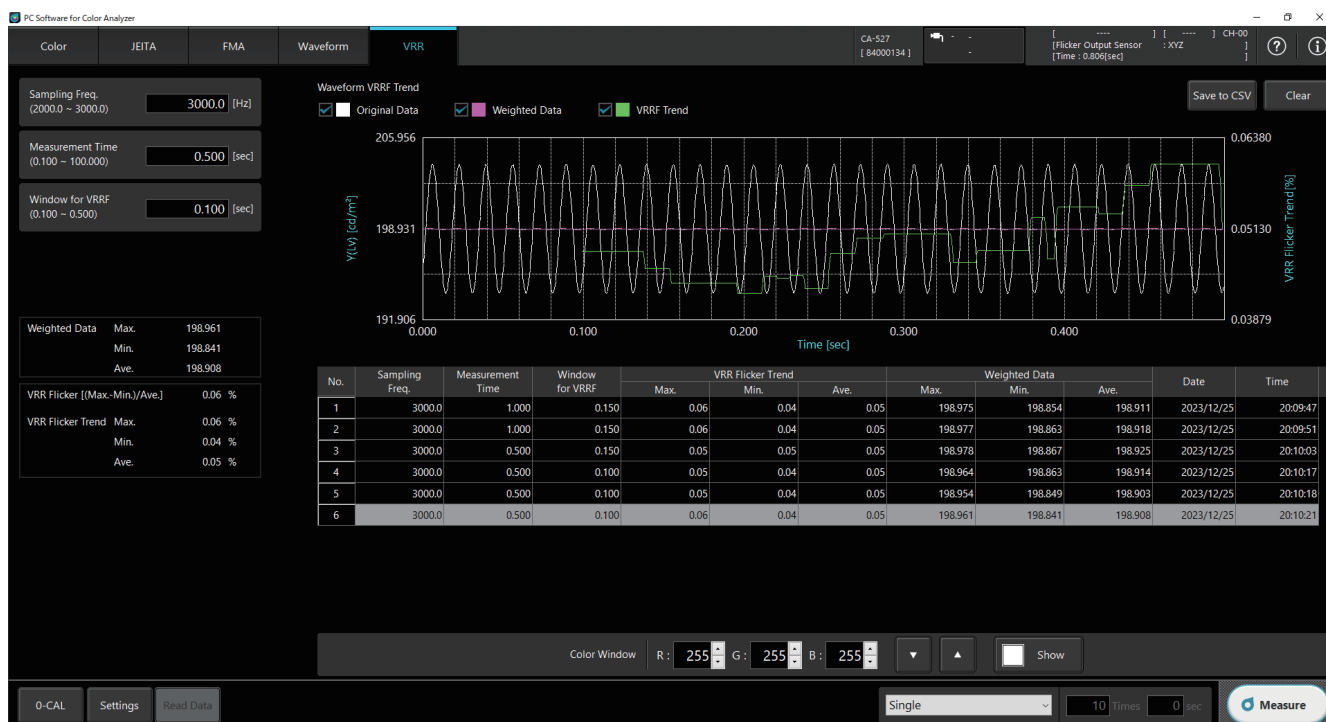 PC Software for Color Analyzer
Color JEITA FMA Waveform VRR
CA-527
[ 84000134 ]
- -
-
[ ---- ] [ ---- ] CH-00
[Flicker Output Sensor : XYZ ]
[Time : 0.806[sec] ]
Sampling Freq.
(2000.0 ~ 3000.0)
3000.0 [Hz]
Measurement Time
(0.100 ~ 100.000)
0.500 [sec]
Window for VRRF
(0.100 ~ 0.500)
0.100 [sec]
Weighted Data Max. 198.961
Min. 198.841
Ave. 198.908
VRR Flicker [(Max.-Min.)/Ave.] 0.06 %
VRR Flicker Trend Max. 0.06 %
Min. 0.04 %
Ave. 0.05 %
Waveform VRRF Trend
Original Data Weighted Data VRRF Trend
Save to CSV Clear
205.956 0.06380
198.931 0.05130
191.906 0.03879
Y(Lv) [cd/m²]
VRR Flicker Trend[%]
0.000 0.100 0.200 0.300 0.400
Time [sec]
No. Sampling Freq. Measurement Time Window for VRRF VRR Flicker Trend Weighted Data Date Time
Max. Min. Ave. Max. Min. Ave.
1 3000.0 1.000 0.150 0.06 0.04 0.05 198.975 198.854 198.911 2023/12/25 20:09:47
2 3000.0 1.000 0.150 0.06 0.04 0.05 198.977 198.863 198.918 2023/12/25 20:09:51
3 3000.0 0.500 0.150 0.05 0.04 0.05 198.978 198.867 198.925 2023/12/25 20:10:03
4 3000.0 0.500 0.100 0.05 0.04 0.05 198.964 198.863 198.914 2023/12/25 20:10:17
5 3000.0 0.500 0.100 0.05 0.04 0.05 198.954 198.849 198.903 2023/12/25 20:10:18
6 3000.0 0.500 0.100 0.06 0.04 0.05 198.961 198.841 198.908 2023/12/25 20:10:21
Color Window R : 255 G : 255 B : 255 Show
0-CAL Settings Read Data Single 10 Times 0 sec Measure